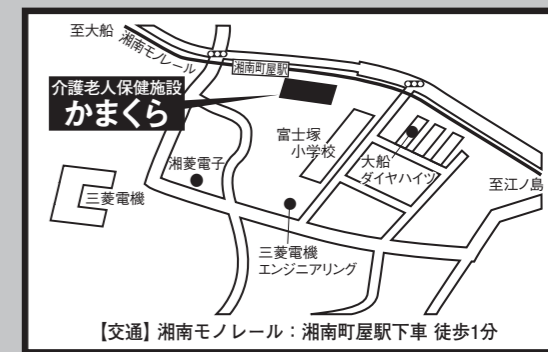 至大船
湘南モノレール
湘南町屋駅
介護老人保健施設
かまくら
富士塚
小学校
大船
ダイヤハイツ
湘菱電子
至江ノ島
三菱電機
三菱電機
エンジニアリング
【交通】湘南モノレール：湘南町屋駅下車 徒歩1分